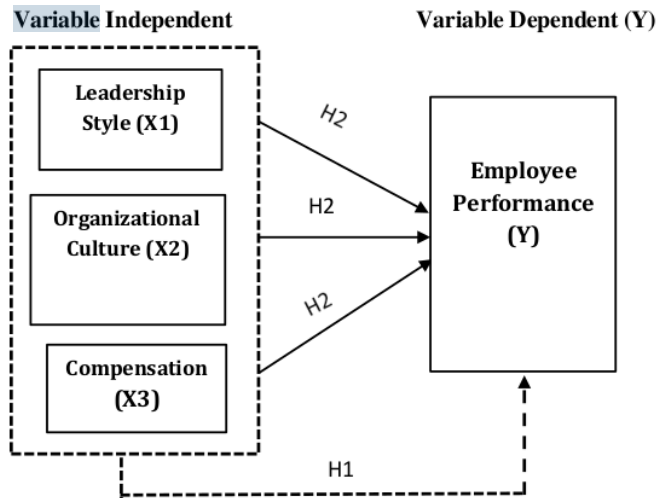 Variable Independent
Variable Dependent (Y)
Leadership
Style (X1)
Organizational
Culture (X2)
Compensation
(X3)
H2
H2
H2
Employee
Performance
(Y)
H1